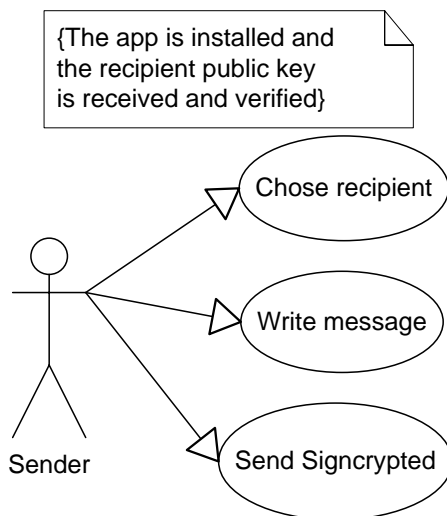 {The app is installed and
the recipient public key
is received and verified}
Chose recipient
Write message
Sender
Send Signcrypted